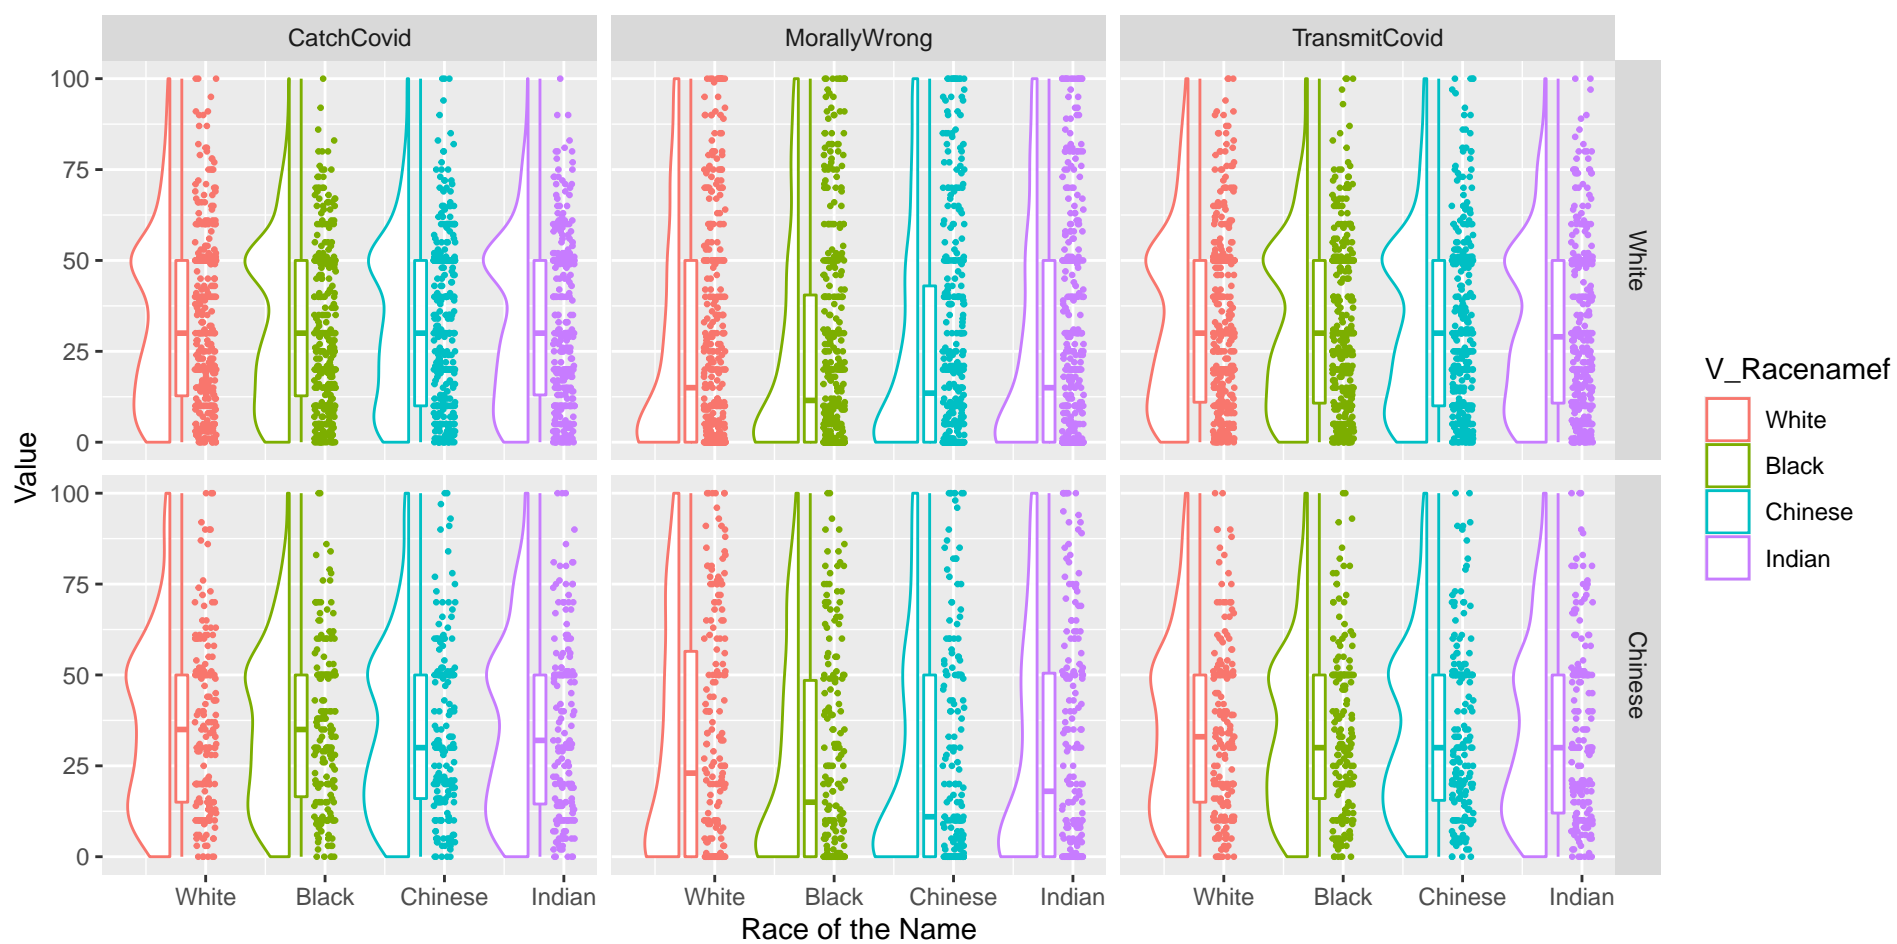 CatchCovid MorallyWrong TransmitCovid
100
75
50
25
0
White
100
75
50
25
0
Chinese
Value
White Black Chinese Indian White Black Chinese Indian White Black Chinese Indian
Race of the Name
V_Racenamef
White
Black
Chinese
Indian